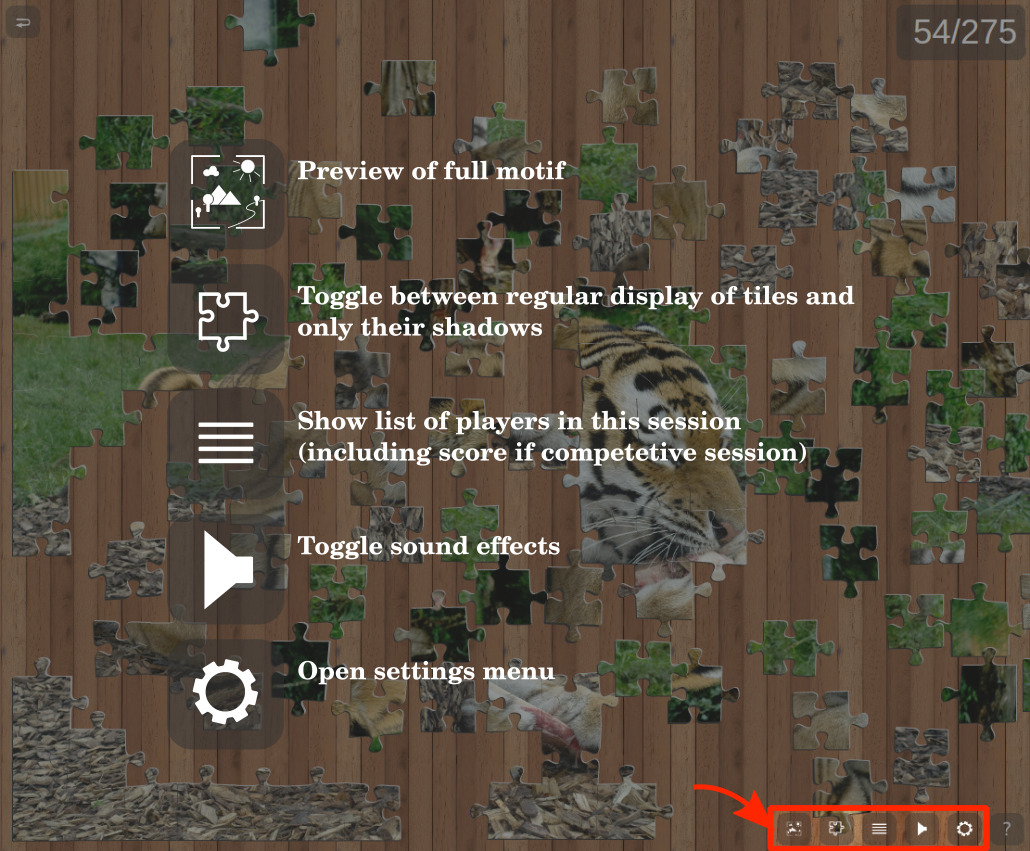 54/275
Preview of full motif
Toggle between regular display of tiles and
only their shadows
Show list of players in this session
(including score if competetive session)
Toggle sound effects
Open settings menu
?